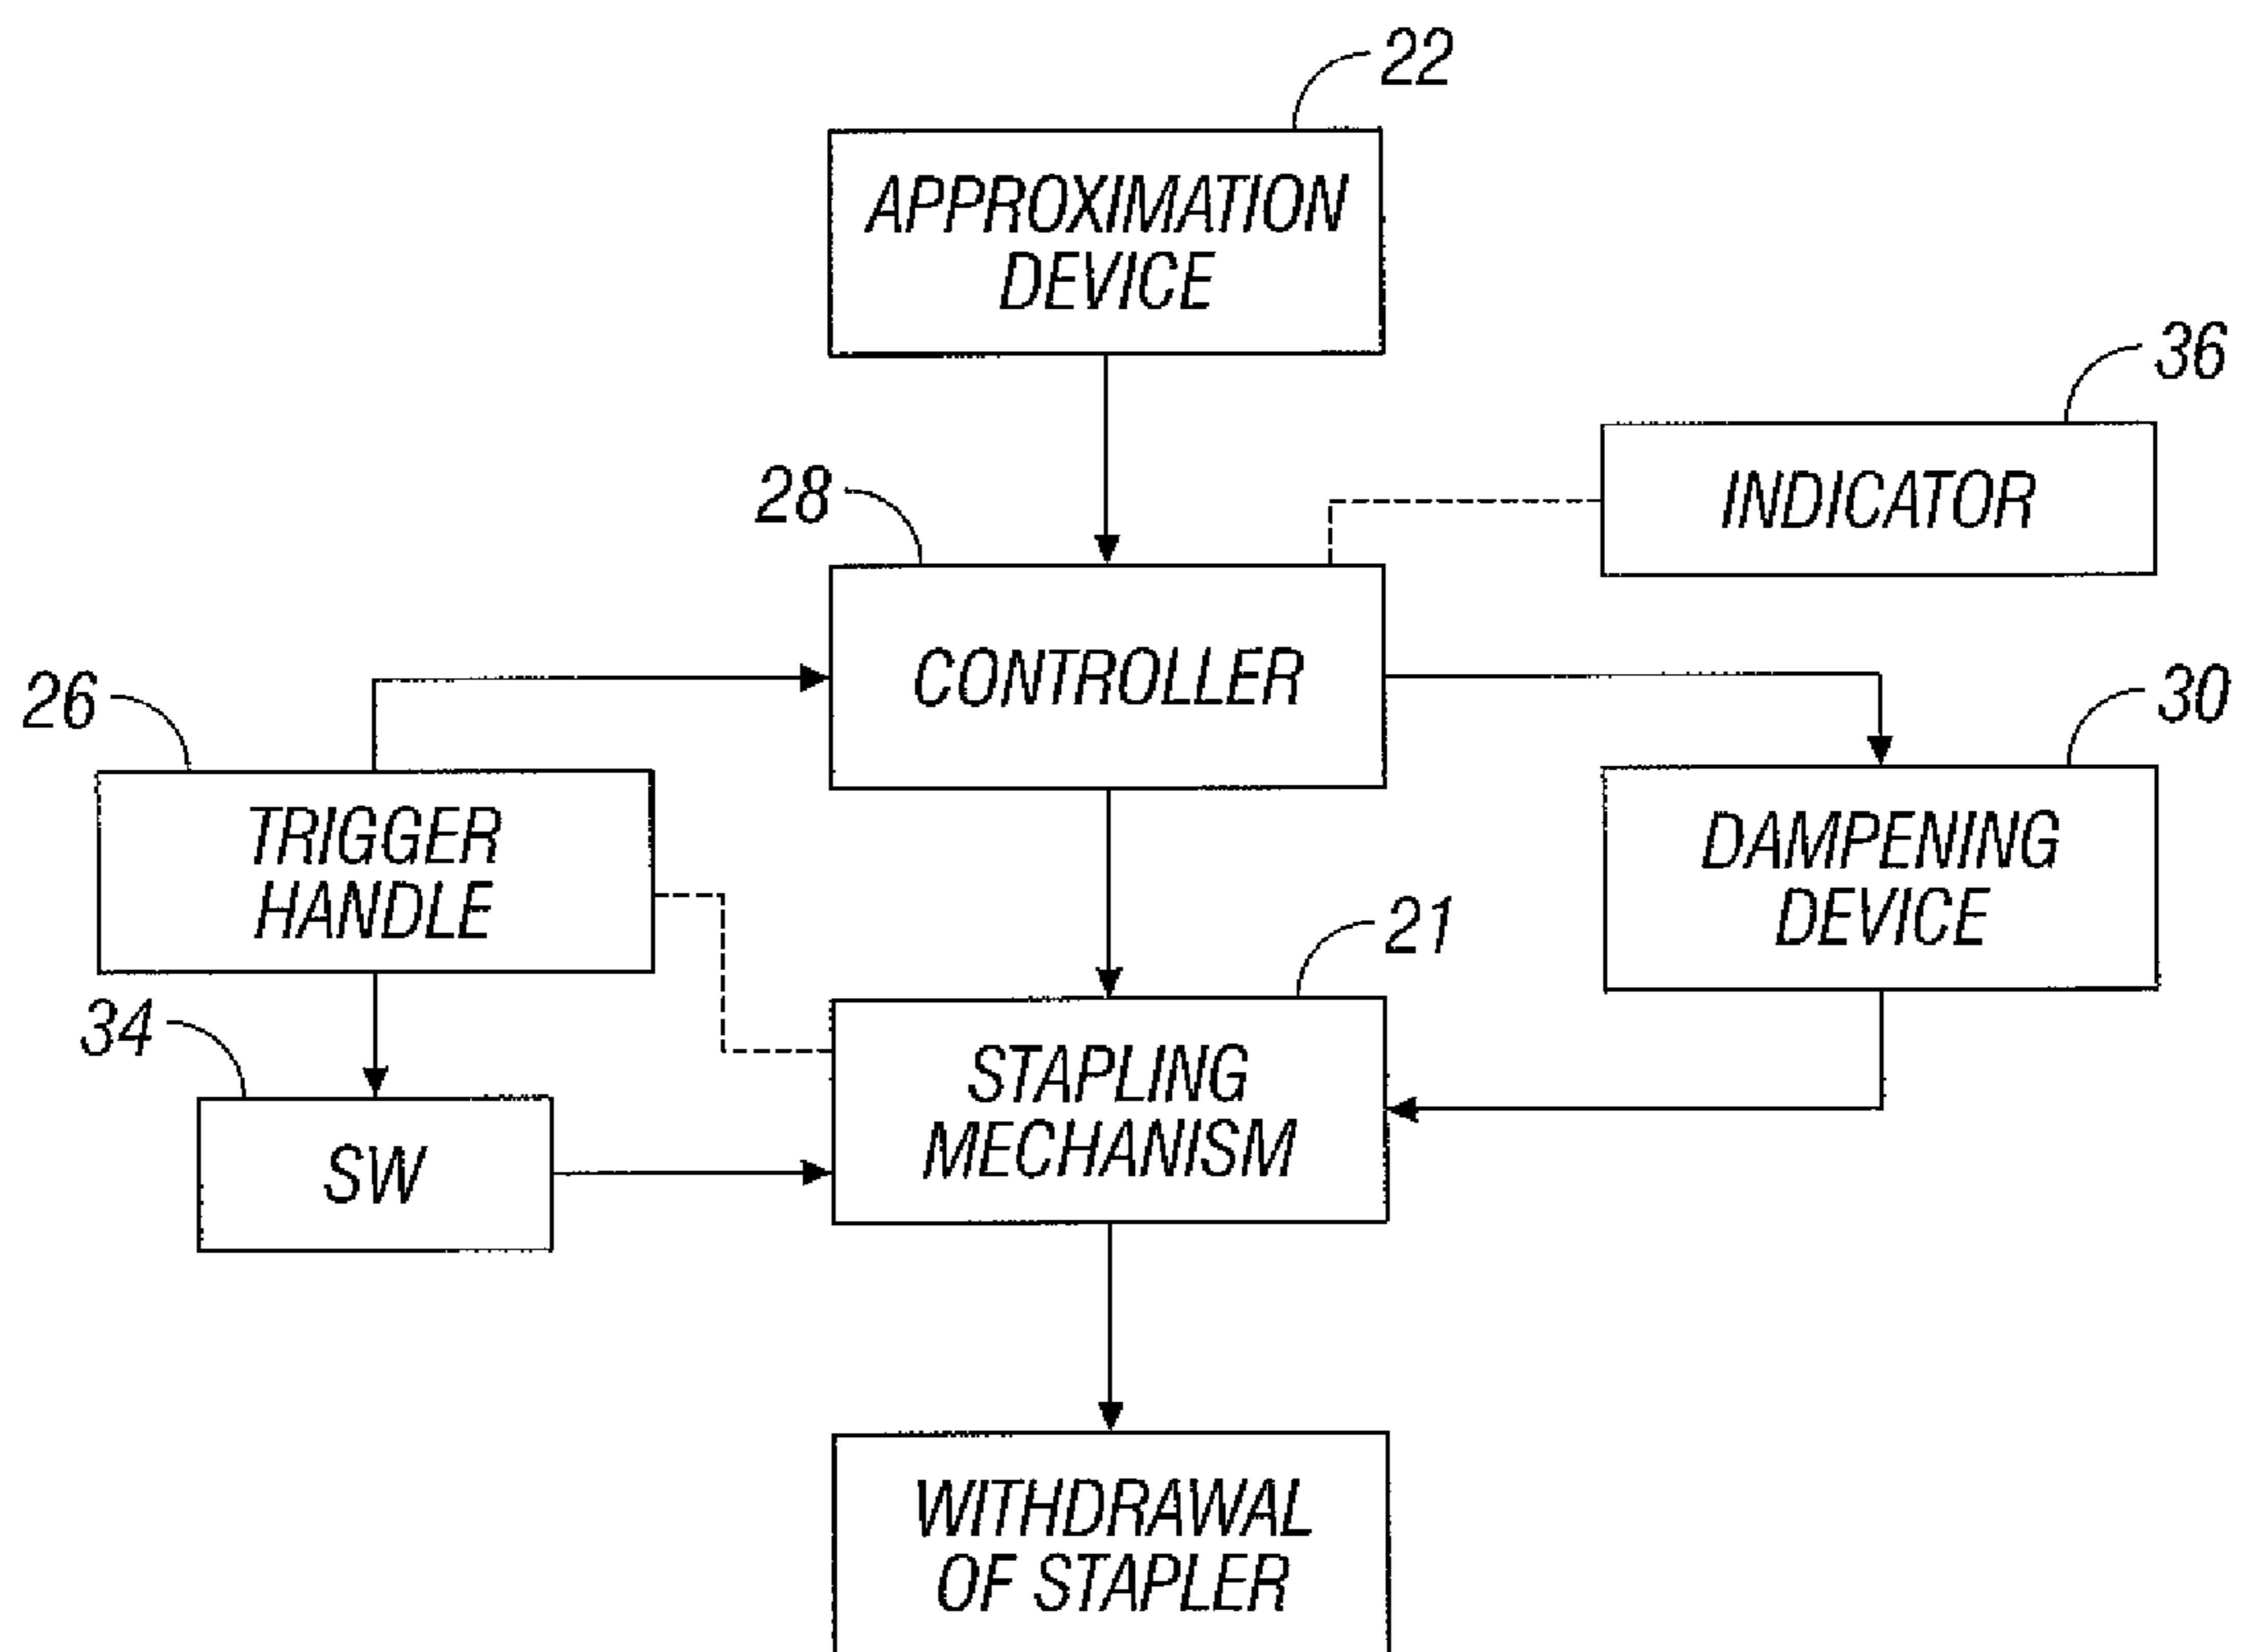 22
APPROXIMATION
DEVICE
36
INDICATOR
28
CONTROLLER
26
TRIGGER
HANDLE
30
DAMPENING
DEVICE
21
STAPLING
MECHANISM
34
SW
WITHDRAWAL
OF STAPLER